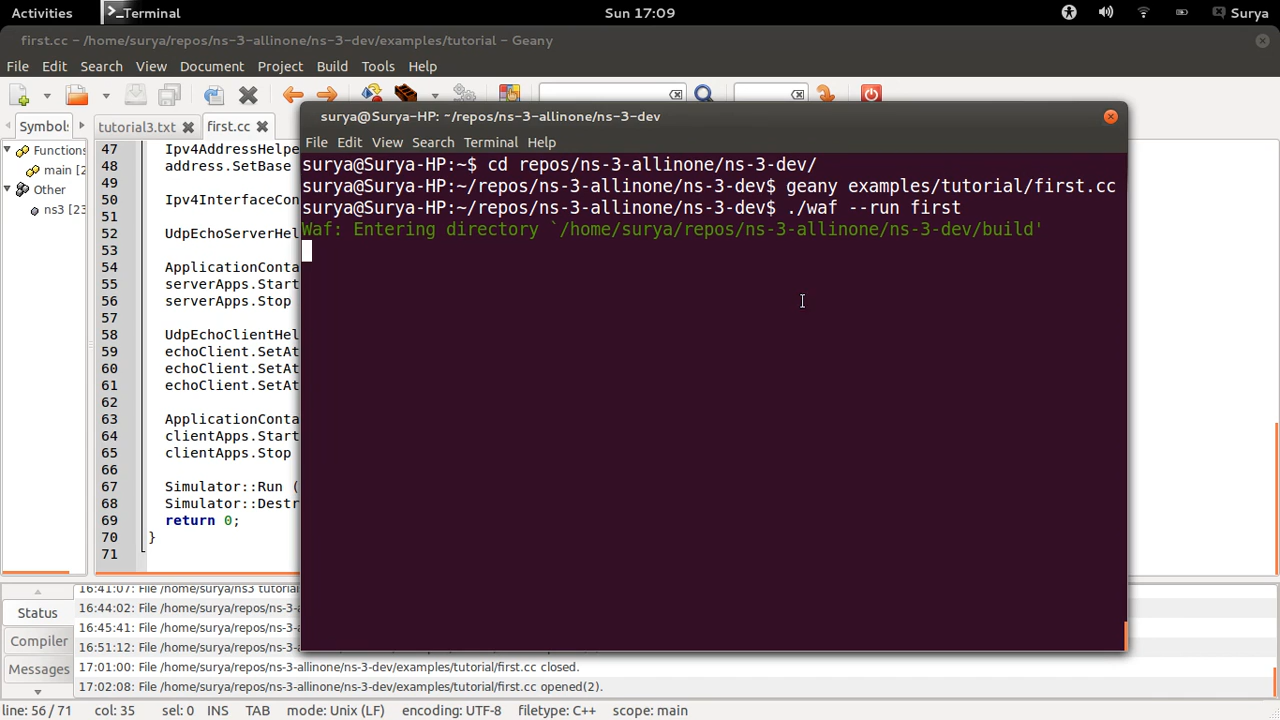 Activities
Terminal
Sun 17:09
Surya
first.cc – /home/surya/repos/ns-3-allinone/ns-3-dev/examples/tutorial – Geany
File Edit Search View Document Project Build Tools Help
Symbols
tutorial3.txt
first.cc
Functions
main [2
Other
ns3 [23
47 Ipv4AddressHelpe
48 address.SetBase
49
50 Ipv4InterfaceCon
51
52 UdpEchoServerHel
53
54 ApplicationConta
55 serverApps.Start
56 serverApps.Stop
57
58 UdpEchoClientHel
59 echoClient.SetAt
60 echoClient.SetAt
61 echoClient.SetAt
62
63 ApplicationConta
64 clientApps.Start
65 clientApps.Stop
66
67 Simulator::Run (
68 Simulator::Destr
69 return 0;
70 }
71
surya@Surya-HP: ~/repos/ns-3-allinone/ns-3-dev
File Edit View Search Terminal Help
surya@Surya-HP:~$ cd repos/ns-3-allinone/ns-3-dev/
surya@Surya-HP:~/repos/ns-3-allinone/ns-3-dev$ geany examples/tutorial/first.cc
surya@Surya-HP:~/repos/ns-3-allinone/ns-3-dev$ ./waf --run first
Waf: Entering directory `/home/surya/repos/ns-3-allinone/ns-3-dev/build'
Status
Compiler
Messages
16:41:07: File /home/surya/ns3 tutorial
16:44:02: File /home/surya/repos/ns-3-a
16:45:41: File /home/surya/repos/ns-3-a
16:51:12: File /home/surya/repos/ns-3-a
17:01:00: File /home/surya/repos/ns-3-allinone/ns-3-dev/examples/tutorial/first.cc closed.
17:02:08: File /home/surya/repos/ns-3-allinone/ns-3-dev/examples/tutorial/first.cc opened(2).
line: 56 / 71 col: 35 sel: 0 INS TAB mode: Unix (LF) encoding: UTF-8 filetype: C++ scope: main